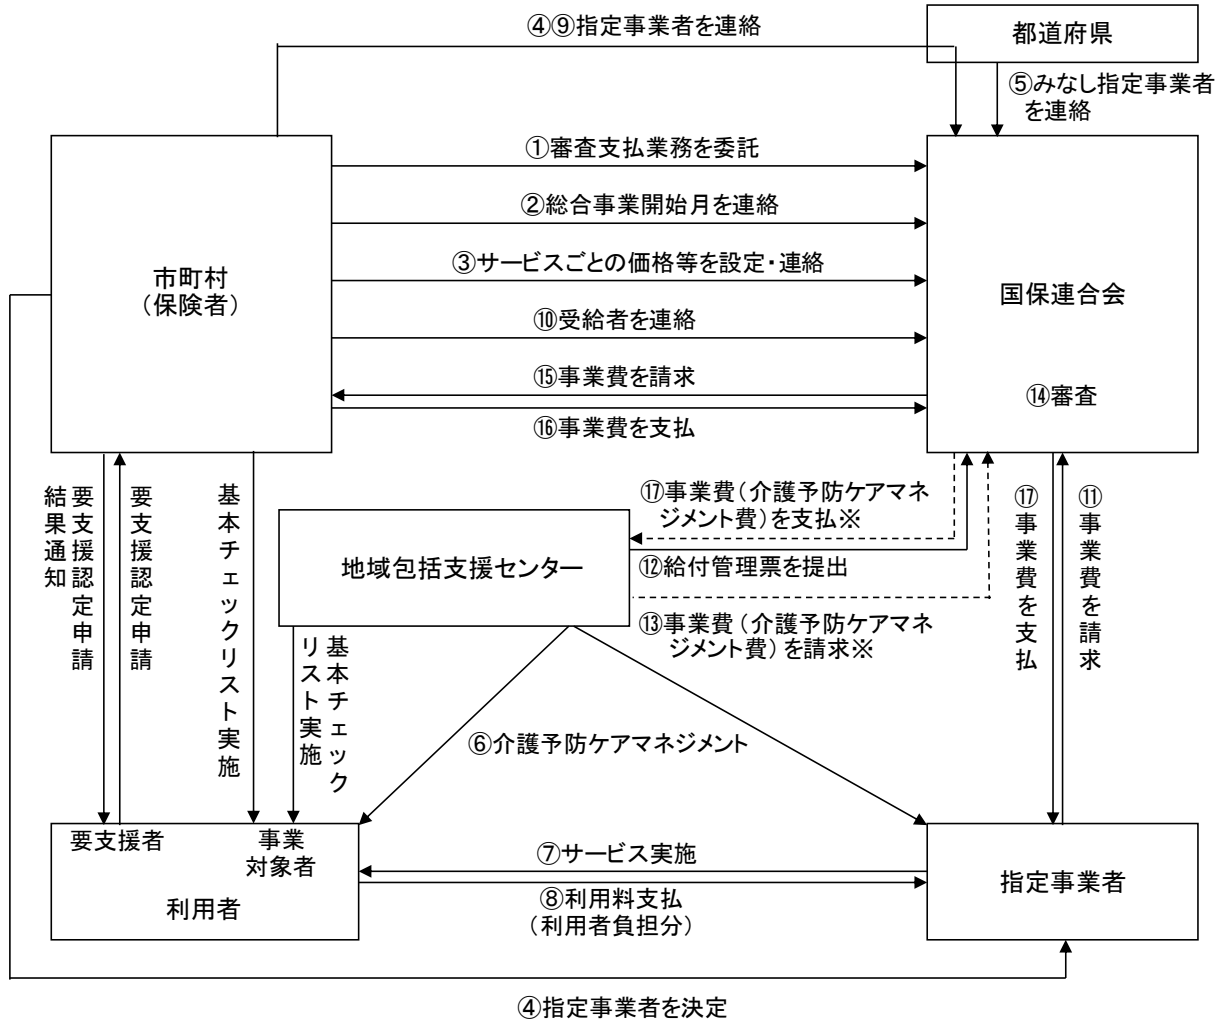 ④⑨指定事業者を連絡
都道府県
⑤みなし指定事業者
を連絡
①審査支払業務を委託
②総合事業開始月を連絡
③サービスごとの価格等を設定・連絡
市町村
（保険者）
国保連合会
⑩受給者を連絡
⑮事業費を請求
⑭審査
⑯事業費を支払
要支援認定申請
結果通知
要支援認定申請
基本チェックリスト実施
⑰事業費（介護予防ケアマネ
ジメント費）を支払※
地域包括支援センター
⑫給付管理票を提出
⑬事業費（介護予防ケアマネ
ジメント費）を請求※
⑰事業費を支払
⑪事業費を請求
基本チェック
リスト実施
⑥介護予防ケアマネジメント
要支援者
事業
対象者
利用者
⑦サービス実施
⑧利用料支払
（利用者負担分）
指定事業者
④指定事業者を決定